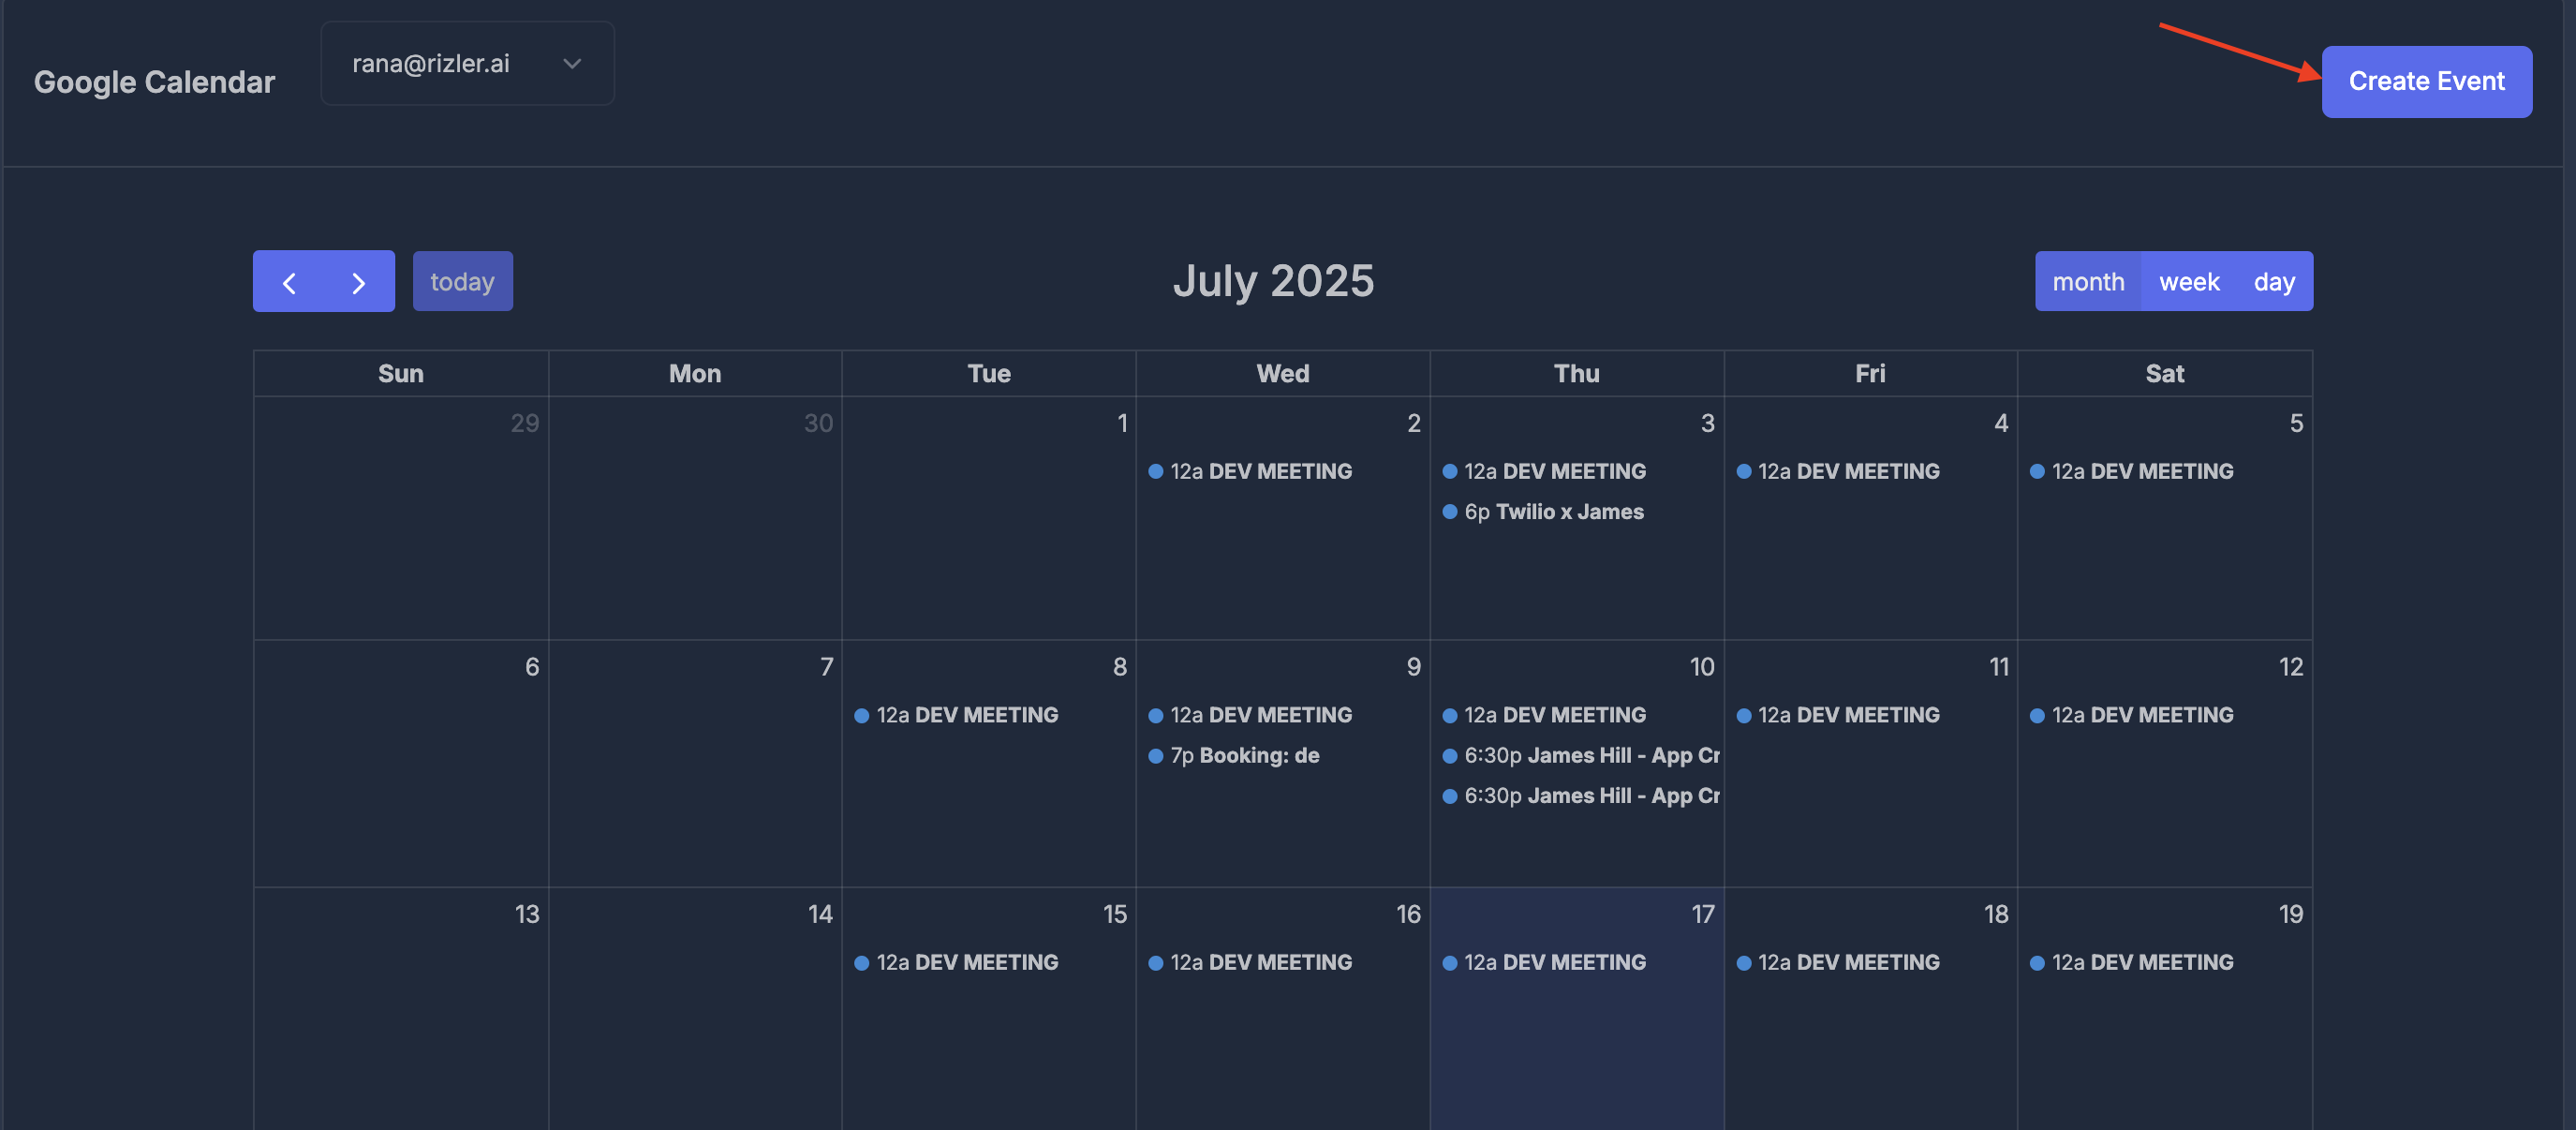 Google Calendar
rana@rizler.ai
Create Event
today
July 2025
month week day
Sun Mon Tue Wed Thu Fri Sat
29 30 1 2 3 4 5
12a DEV MEETING 12a DEV MEETING 12a DEV MEETING 12a DEV MEETING
6p Twilio x James
6 7 8 9 10 11 12
12a DEV MEETING 12a DEV MEETING 12a DEV MEETING 12a DEV MEETING 12a DEV MEETING
7p Booking: de 6:30p James Hill - App Cr
6:30p James Hill - App Cr
13 14 15 16 17 18 19
12a DEV MEETING 12a DEV MEETING 12a DEV MEETING 12a DEV MEETING 12a DEV MEETING